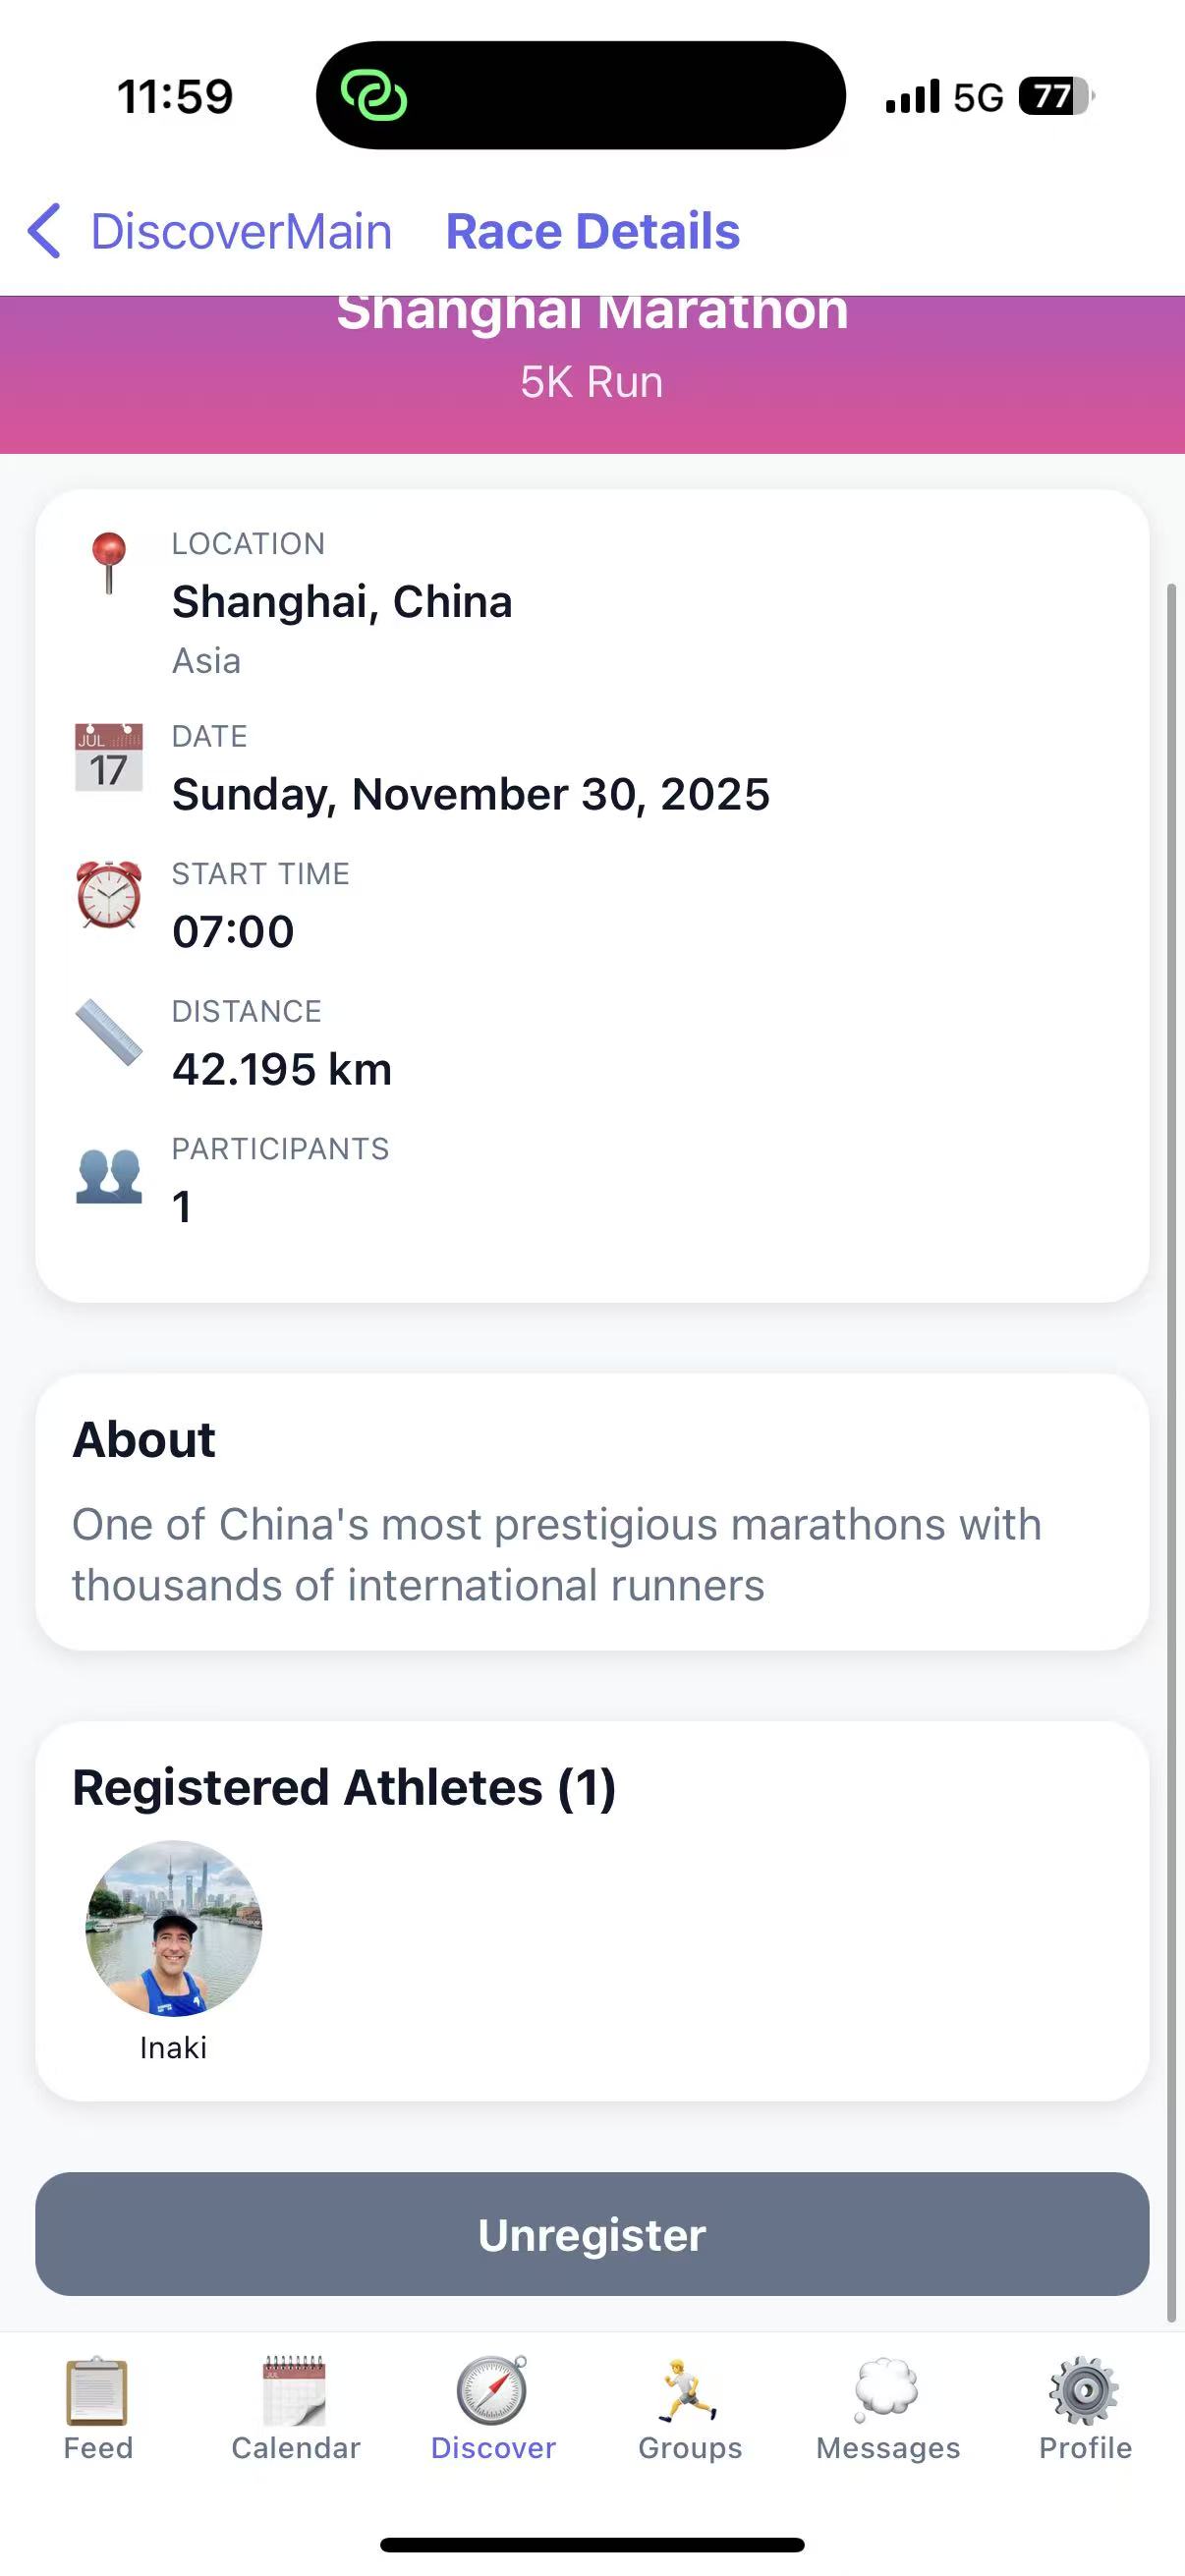 11:59
5G
77
DiscoverMain
Race Details
Shanghai Marathon
5K Run
LOCATION
Shanghai, China
Asia
JUL
17
DATE
Sunday, November 30, 2025
START TIME
07:00
DISTANCE
42.195 km
PARTICIPANTS
1
About
One of China's most prestigious marathons with
thousands of international runners
Registered Athletes (1)
Inaki
Unregister
JUL
Feed
Calendar
Discover
Groups
Messages
Profile